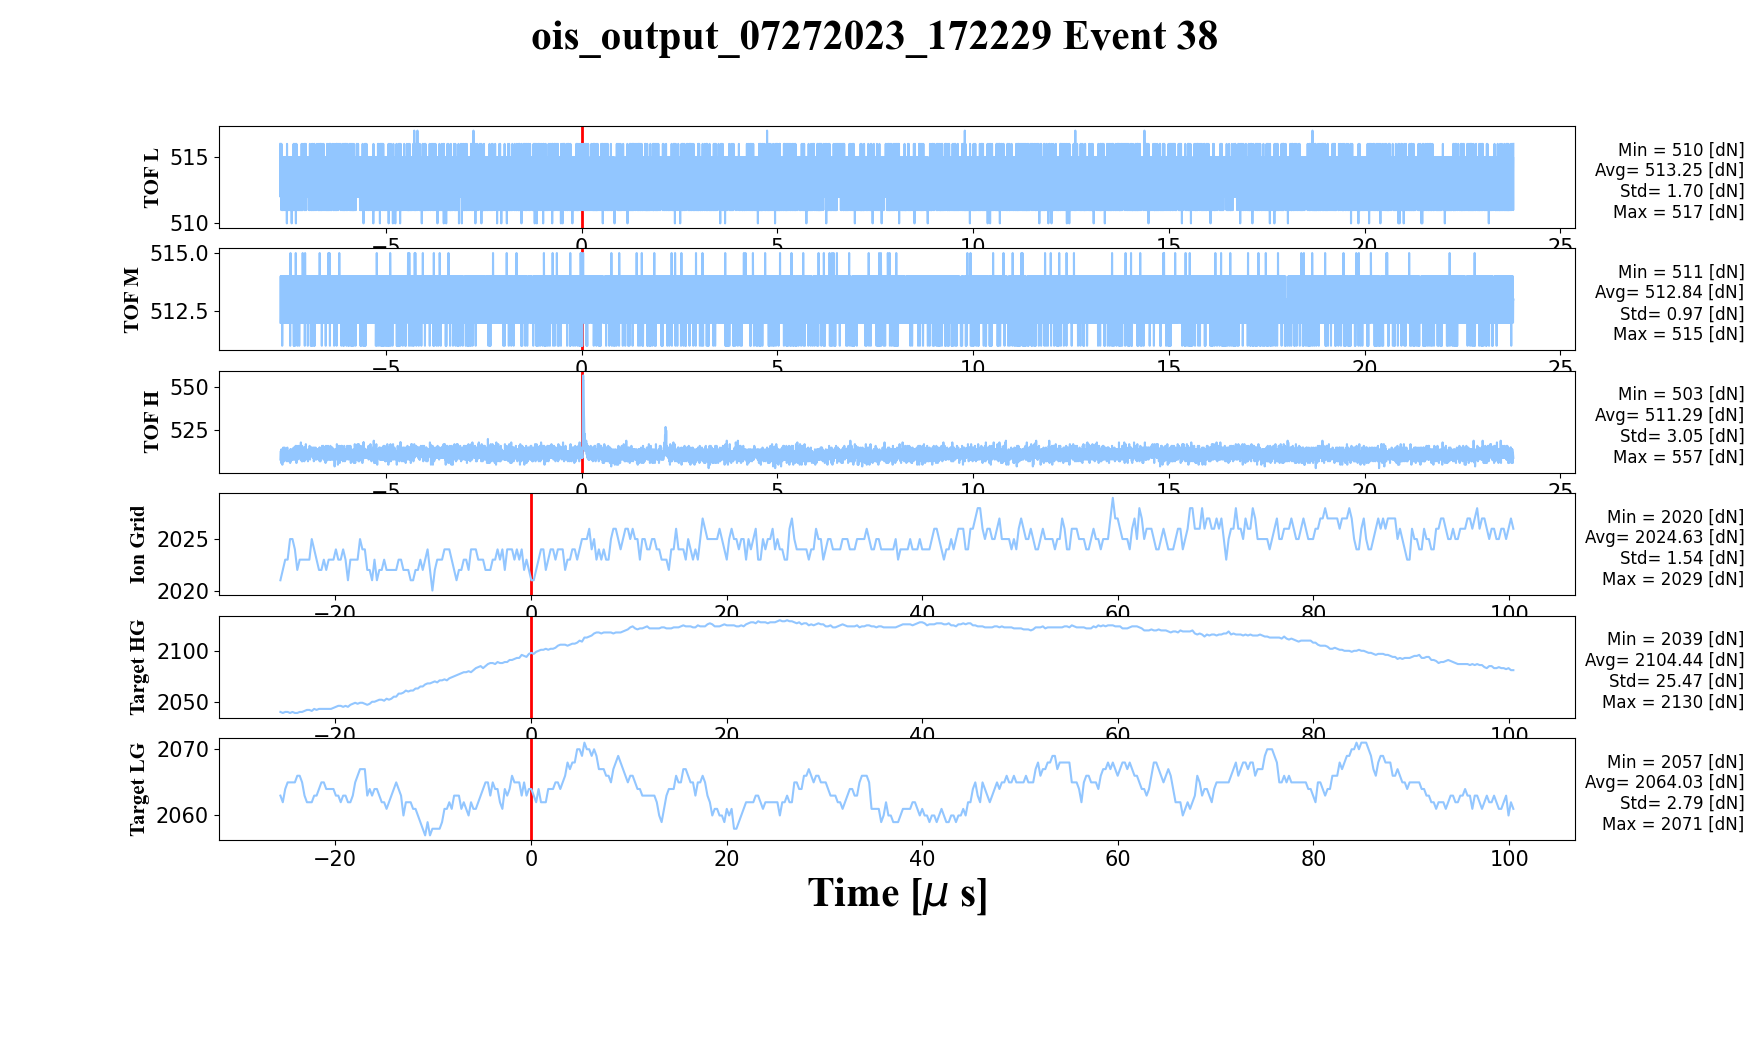 ois_output_07272023_172229 Event 38
TOF L
515
510
Min = 510 [dN]
Avg= 513.25 [dN]
Std= 1.70 [dN]
Max = 517 [dN]
−5 0 5 10 15 20 25
TOF M
515.0
512.5
Min = 511 [dN]
Avg= 512.84 [dN]
Std= 0.97 [dN]
Max = 515 [dN]
−5 0 5 10 15 20 25
TOF H
550
525
Min = 503 [dN]
Avg= 511.29 [dN]
Std= 3.05 [dN]
Max = 557 [dN]
−5 0 5 10 15 20 25
Ion Grid
2025
2020
Min = 2020 [dN]
Avg= 2024.63 [dN]
Std= 1.54 [dN]
Max = 2029 [dN]
−20 0 20 40 60 80 100
Target HG
2100
2050
Min = 2039 [dN]
Avg= 2104.44 [dN]
Std= 25.47 [dN]
Max = 2130 [dN]
−20 0 20 40 60 80 100
Target LG
2070
2060
Min = 2057 [dN]
Avg= 2064.03 [dN]
Std= 2.79 [dN]
Max = 2071 [dN]
−20 0 20 40 60 80 100
Time [μ s]